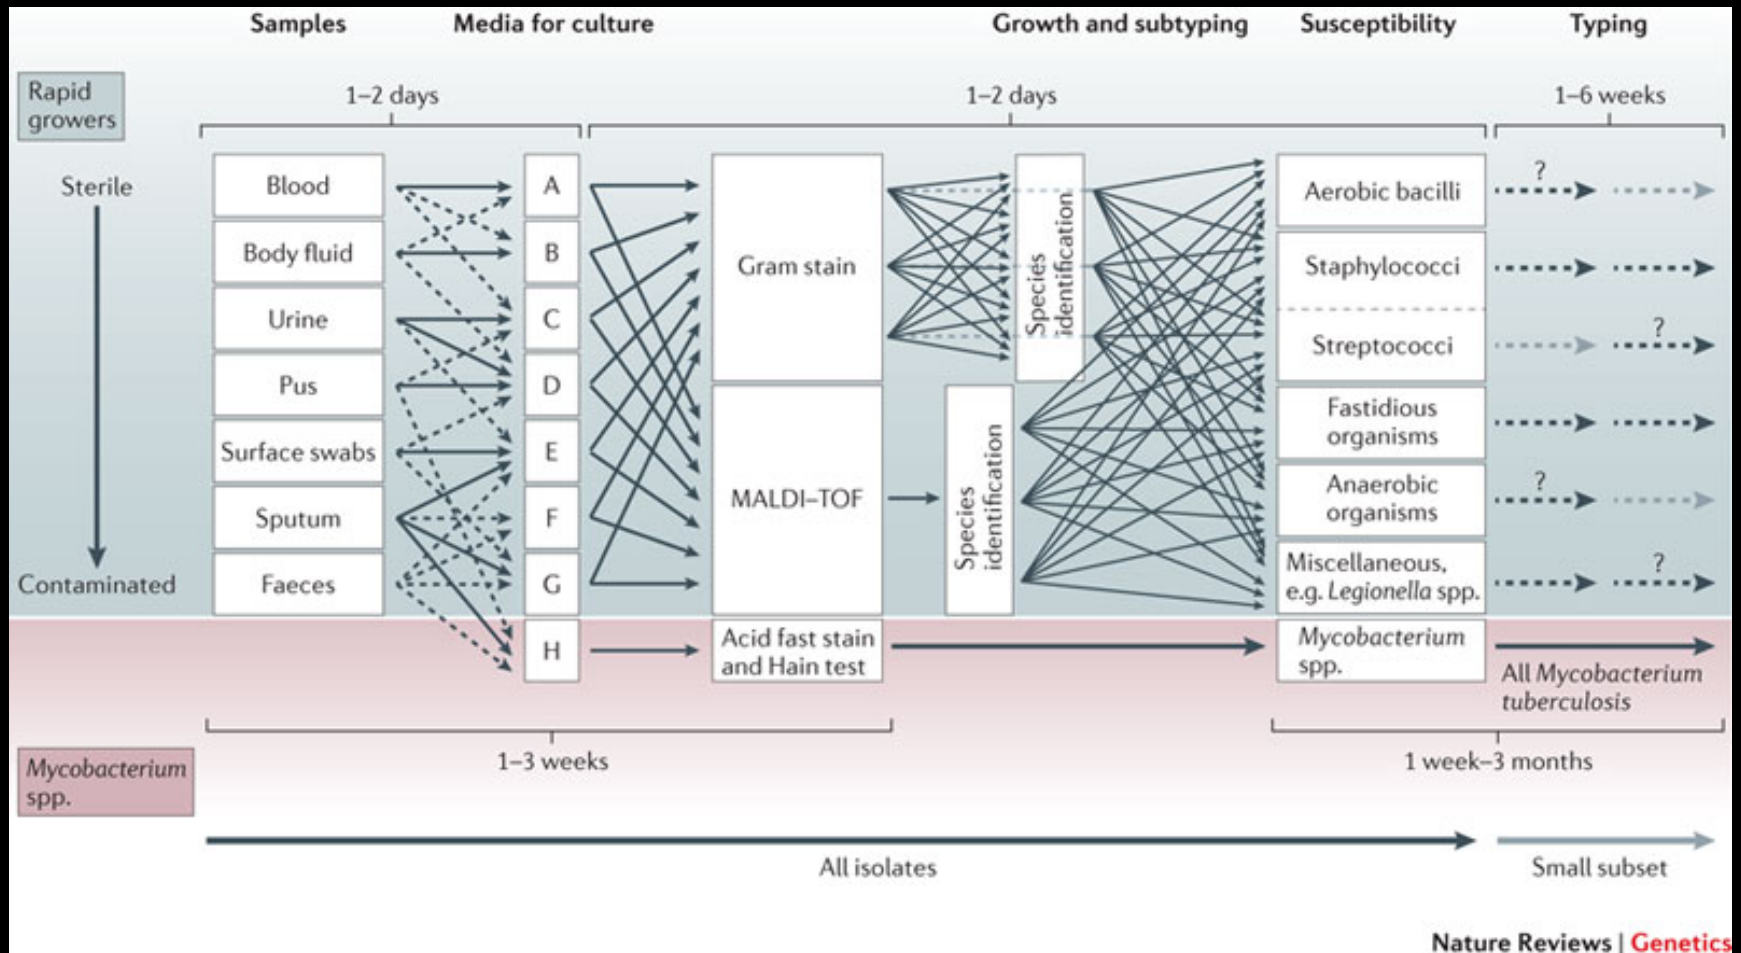 Samples
Media for culture
Growth and subtyping
Susceptibility
Typing
Rapid
growers
1–2 days
1–2 days
1–6 weeks
Sterile
Contaminated
Blood
Body fluid
Urine
Pus
Surface swabs
Sputum
Faeces
A
B
C
D
E
F
G
H
Gram stain
MALDI–TOF
Acid fast stain
and Hain test
Species
identification
Species
identification
Aerobic bacilli
Staphylococci
Streptococci
Fastidious
organisms
Anaerobic
organisms
Miscellaneous,
e.g. Legionella spp.
Mycobacterium
spp.
?
?
?
?
All Mycobacterium
tuberculosis
Mycobacterium
spp.
1–3 weeks
1 week–3 months
All isolates
Small subset
Nature Reviews | Genetics